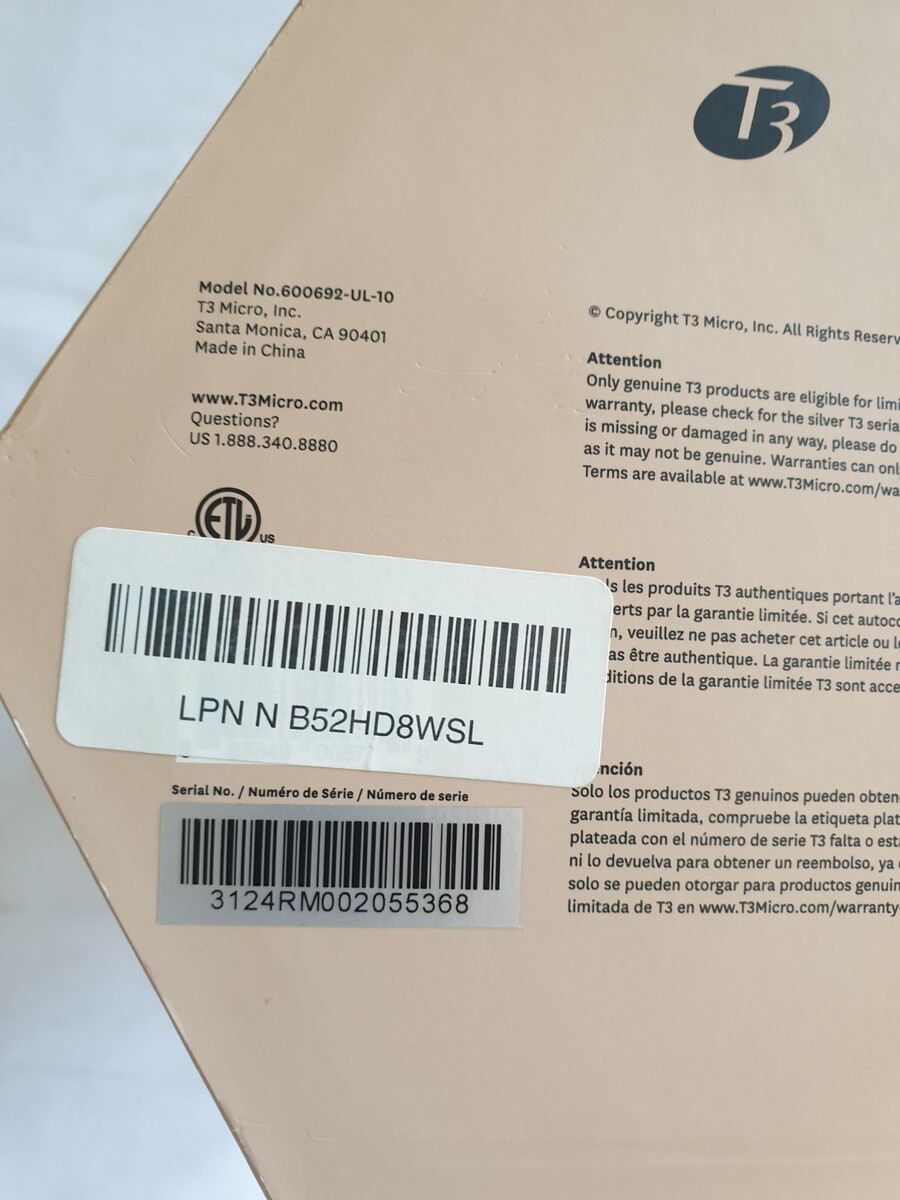 T3
Model No.600692-UL-10
T3 Micro, Inc.
Santa Monica, CA 90401
Made in China
www.T3Micro.com
Questions?
US 1.888.340.8880
C ETL US
LPN N B52HD8WSL
Serial No. / Numéro de Série / Número de serie
3124RM002055368
© Copyright T3 Micro, Inc. All Rights Reserv
Attention
Only genuine T3 products are eligible for limi
warranty, please check for the silver T3 seria
is missing or damaged in any way, please do
as it may not be genuine. Warranties can onl
Terms are available at www.T3Micro.com/wa
Attention
ls les produits T3 authentiques portant l'a
erts par la garantie limitée. Si cet autoco
n, veuillez ne pas acheter cet article ou l
as être authentique. La garantie limitée
ditions de la garantie limitée T3 sont acce
nción
Solo los productos T3 genuinos pueden obten
garantía limitada, compruebe la etiqueta plat
plateada con el número de serie T3 falta o est
ni lo devuelva para obtener un reembolso, ya
solo se pueden otorgar para productos genuin
limitada de T3 en www.T3Micro.com/warranty